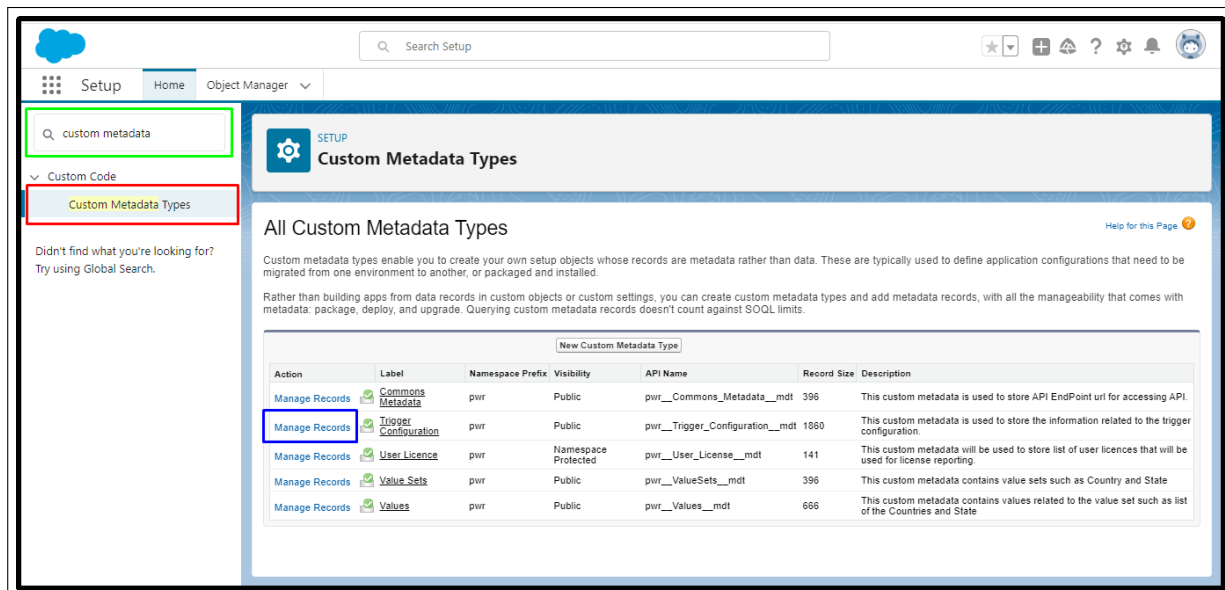 Search Setup
Setup Home Object Manager
custom metadata
Custom Code
Custom Metadata Types
Didn't find what you're looking for?
Try using Global Search.
SETUP
Custom Metadata Types
All Custom Metadata Types
Help for this Page
Custom metadata types enable you to create your own setup objects whose records are metadata rather than data. These are typically used to define application configurations that need to be
migrated from one environment to another, or packaged and installed.
Rather than building apps from data records in custom objects or custom settings, you can create custom metadata types and add metadata records, with all the manageability that comes with
metadata: package, deploy, and upgrade. Querying custom metadata records doesn't count against SOQL limits.
New Custom Metadata Type
Action Label Namespace Prefix Visibility API Name Record Size Description
Manage Records Commons Metadata pwr Public pwr__Commons_Metadata__mdt 396 This custom metadata is used to store API EndPoint url for accessing API.
Manage Records Trigger Configuration pwr Public pwr__Trigger_Configuration__mdt 1860 This custom metadata is used to store the information related to the trigger configuration.
Manage Records User Licence pwr Namespace Protected pwr__User_License__mdt 141 This custom metadata will be used to store list of user licences that will be used for license reporting.
Manage Records Value Sets pwr Public pwr__ValueSets__mdt 396 This custom metadata contains value sets such as Country and State
Manage Records Values pwr Public pwr__Values__mdt 666 This custom metadata contains values related to the value set such as list of the Countries and State